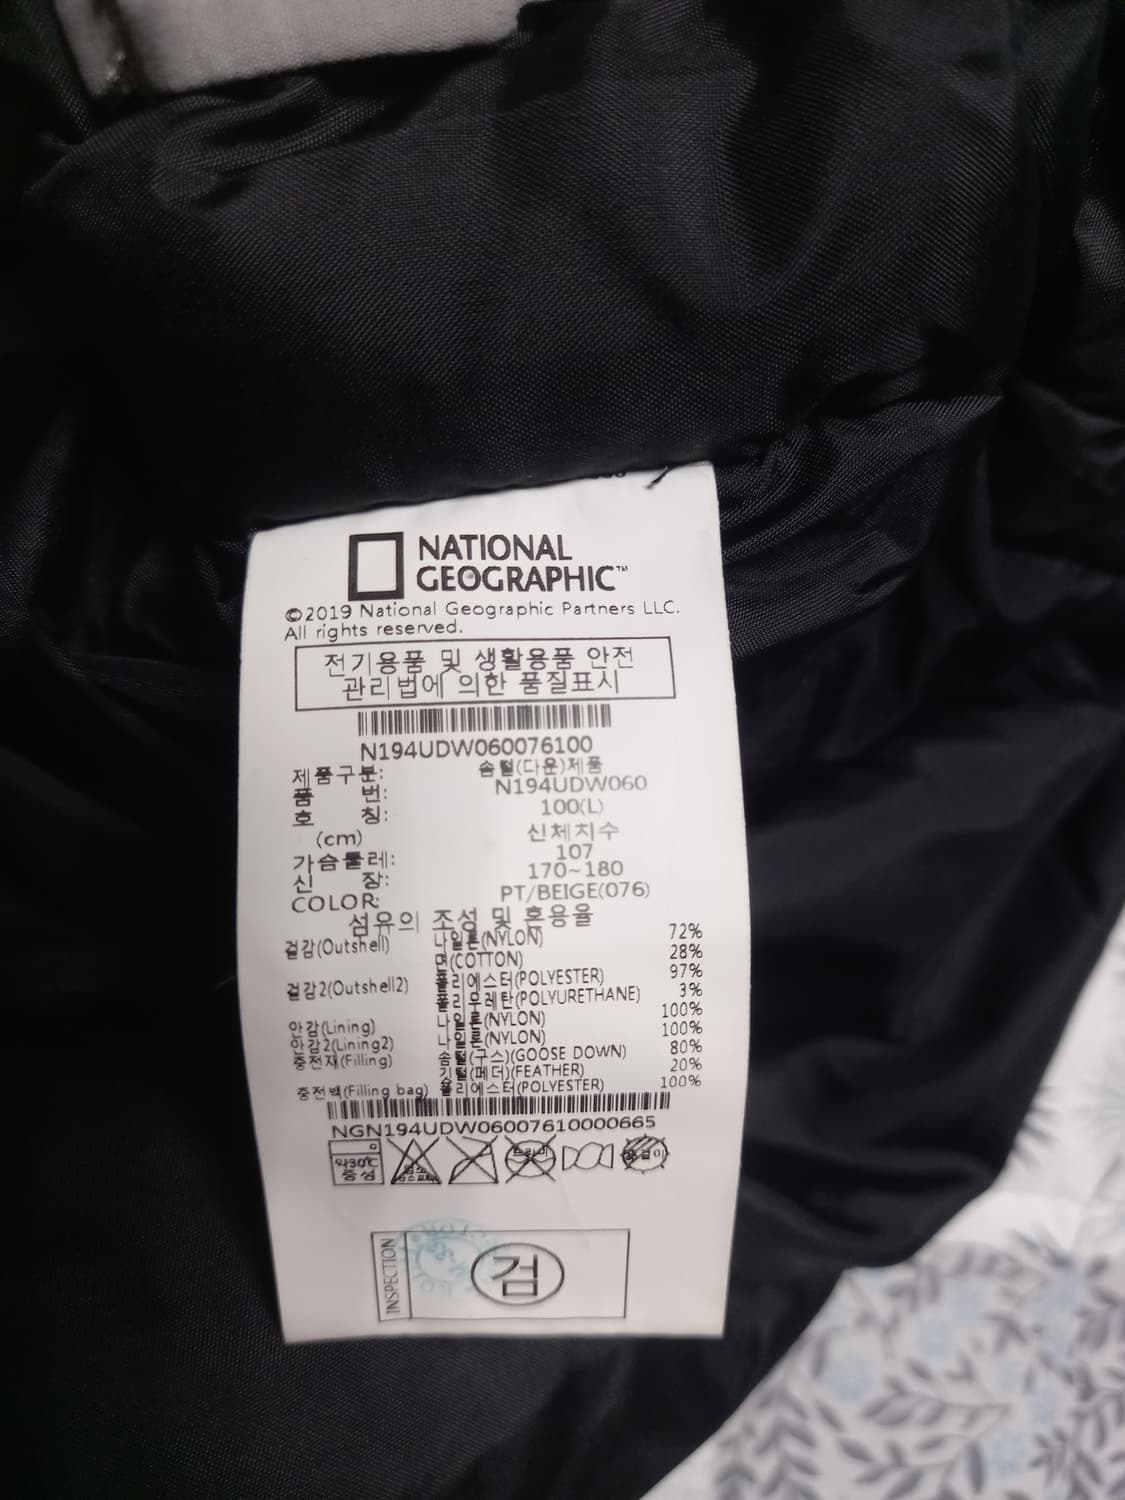 NATIONAL
GEOGRAPHIC™
©2019 National Geographic Partners LLC.
All rights reserved.
전기용품 및 생활용품 안전
관리법에 의한 품질표시
N194UDW060076100
제품구분: 솜털(다운)제품
품 번: N194UDW060
호 칭: 100(L)
(cm) 신체치수
가슴둘레: 107
신 장: 170~180
COLOR: PT/BEIGE(076)
섬유의 조성 및 혼용율
겉감(Outshell) 나일론(NYLON) 72%
면(COTTON) 28%
겉감2(Outshell2) 폴리에스터(POLYESTER) 97%
폴리우레탄(POLYURETHANE) 3%
안감(Lining) 나일론(NYLON) 100%
안감2(Lining2) 나일론(NYLON) 100%
충전재(Filling) 솜털(구스)(GOOSE DOWN) 80%
깃털(페더)(FEATHER) 20%
충전백(Filling bag) 폴리에스터(POLYESTER) 100%
NGN194UDW06007610000665
약30℃
중성
드라이
INSPECTION
검